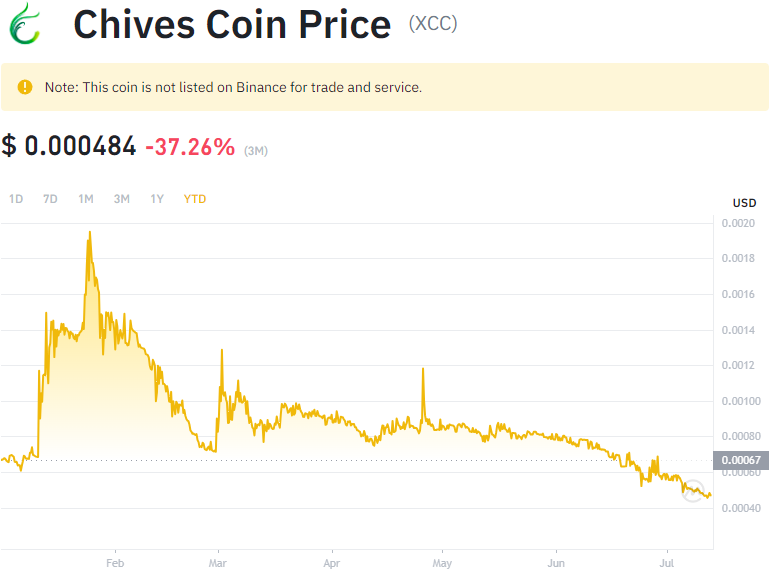 Chives Coin Price (XCC)
Note: This coin is not listed on Binance for trade and service.
$ 0.000484 -37.26% (3M)
1D 7D 1M 3M 1Y YTD
USD
0.0020
0.0018
0.0016
0.0014
0.0012
0.00100
0.00080
0.00067
0.00060
0.00040
Feb Mar Apr May Jun Jul